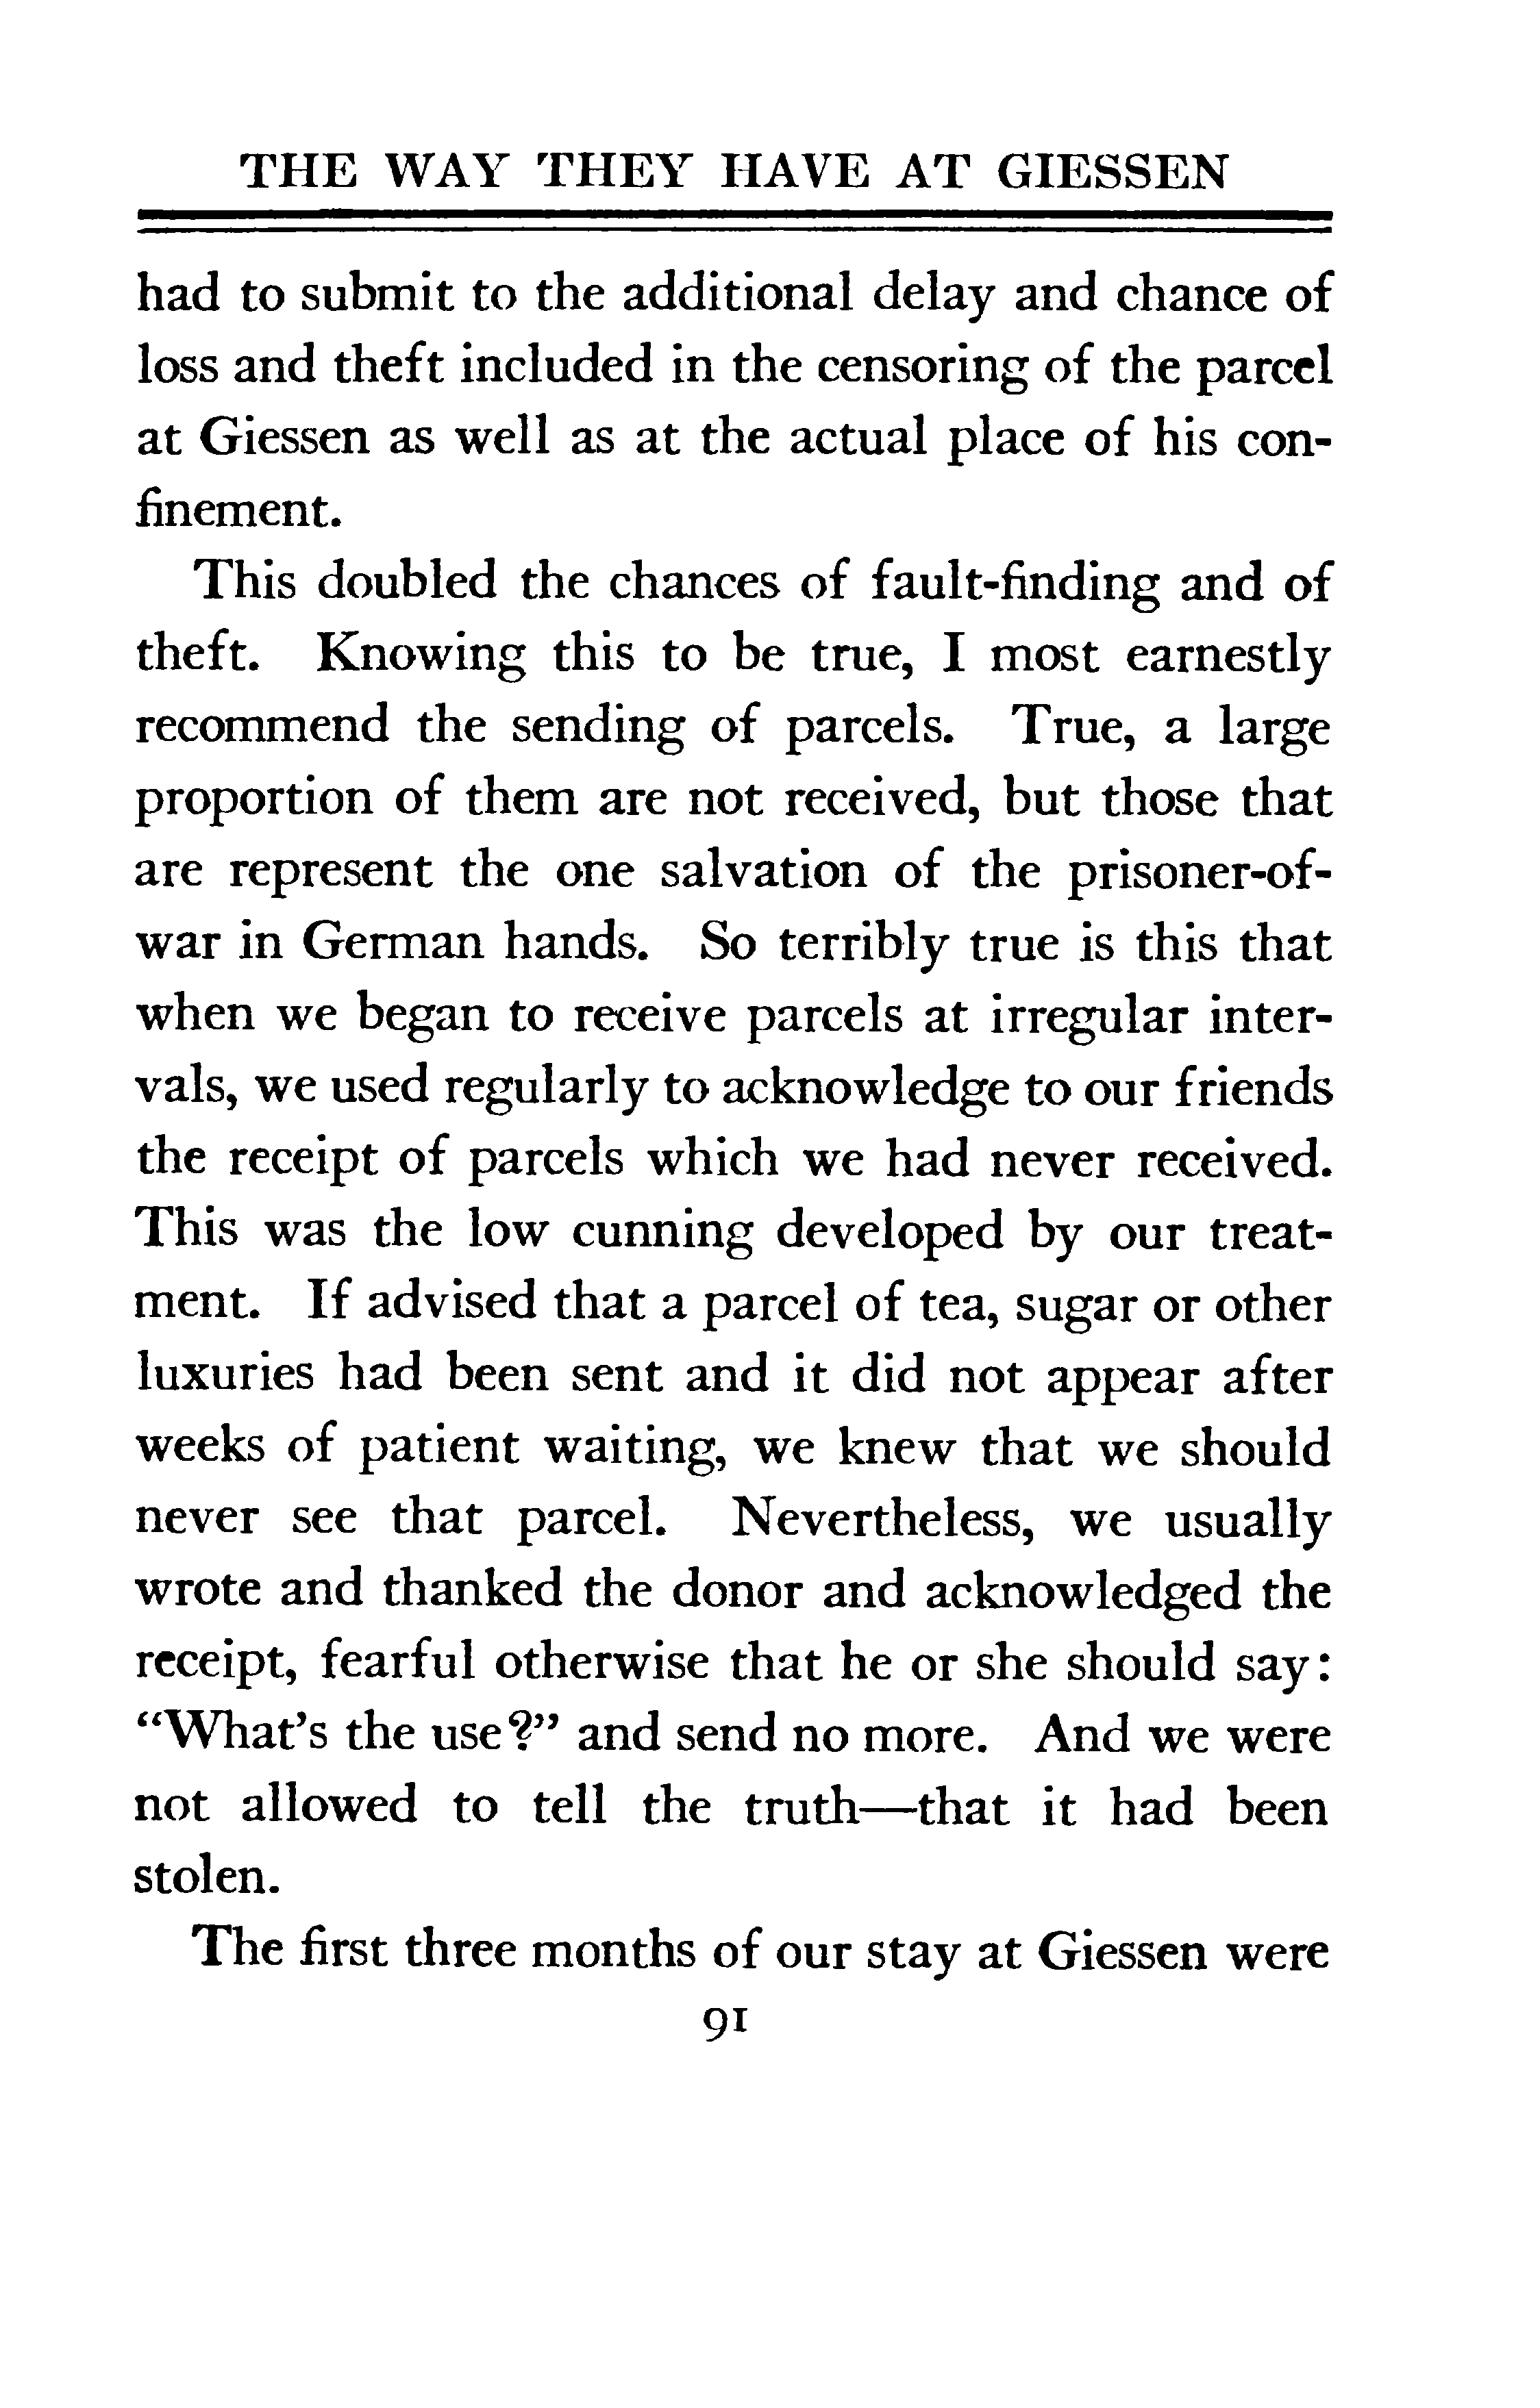 THE WAY THEY HAVE AT GIESSEN
had to submit to the additional delay and chance of
loss and theft included in the censoring of the parcel
at Giessen as well as at the actual place of his con-
finement.
This doubled the chances of fault-finding and of
theft. Knowing this to be true, I most earnestly
recommend the sending of parcels. True, a large
proportion of them are not received, but those that
are represent the one salvation of the prisoner-of-
war in German hands. So terribly true is this that
when we began to receive parcels at irregular inter-
vals, we used regularly to acknowledge to our friends
the receipt of parcels which we had never received.
This was the low cunning developed by our treat-
ment. If advised that a parcel of tea, sugar or other
luxuries had been sent and it did not appear after
weeks of patient waiting, we knew that we should
never see that parcel. Nevertheless, we usually
wrote and thanked the donor and acknowledged the
receipt, fearful otherwise that he or she should say:
“What’s the use?” and send no more. And we were
not allowed to tell the truth—that it had been
stolen.
The first three months of our stay at Giessen were
91